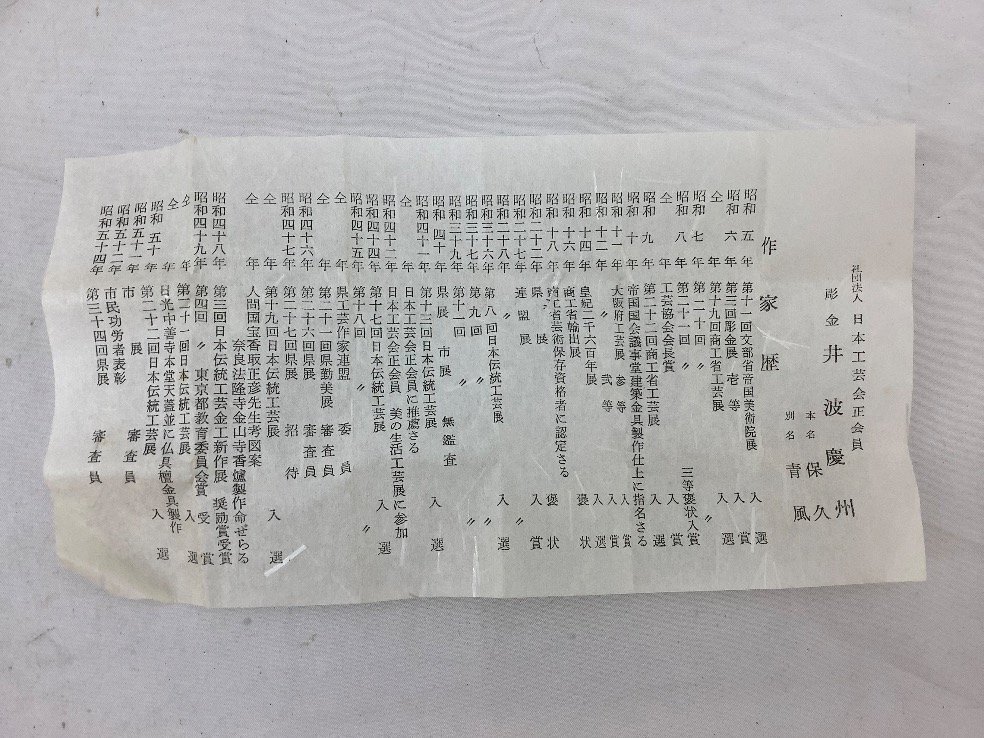 社団法人 日本工芸会正会員
彫金 井波慶州
本名 保久
別名 青風
作家歴
昭和五年 第十一回文部省帝国美術院展 入選
昭和六年 第三回彫金展 壱等 入賞
仝年 第十九回商工省工芸展 入選
昭和七年 第二十回 〃 〃
昭和八年 第二十一回 〃 三等褒状入賞
仝年 工芸協会会長賞 入賞
昭和九年 第二十二回商工省工芸展 入選
昭和十年 帝国国会議事堂建築金具製作仕上に指名さる
昭和十一年 大阪府工芸展 参等 入賞
昭和十二年 〃 弐等 入選
昭和十四年 皇紀二千六百年展 褒状
昭和十六年 商工省輸出展 入選
昭和十八年 商工省芸術保存資格者に認定さる 褒状
昭和二十二年 県展 入賞
昭和二十七年 連盟展 〃
昭和二十八年 入選
昭和三十六年 第八回日本伝統工芸展 〃
昭和三十八年 第九回 〃 〃
昭和三十九年 第十一回 〃
昭和四十年 県展 市展 無鑑査
昭和四十一年 第十三回日本伝統工芸展 入選
仝年 日本工芸会正会員に推薦さる
昭和四十二年 日本工芸会正会員 美の生活工芸展に参加
昭和四十四年 第十七回日本伝統工芸展 入選
昭和四十五年 第十八回 〃 〃
仝年 県工芸作家連盟 委員
仝年 第二十一回県勤美展 審査員
昭和四十六年 第二十六回県展 審査員
昭和四十七年 第二十七回県展 招待
仝年 第十九回日本伝統工芸展 入選
仝年 人間国宝香取正彦先生考図案
奈良法隆寺金山寺香爐製作命ぜらる
昭和四十八年 第三回日本伝統工芸金工新作展 奨励賞受賞
昭和四十九年 第四回 〃 東京都教育委員会賞 受賞
仝年 第二十一回日本伝統工芸展 入選
仝年 日光中善寺本堂天蓋並に仏具壇金具製作
昭和五十年 第二十二回日本伝統工芸展 入選
昭和五十一年 市展 審査員
昭和五十二年 市民功労者表彰
昭和五十四年 第三十四回県展 審査員